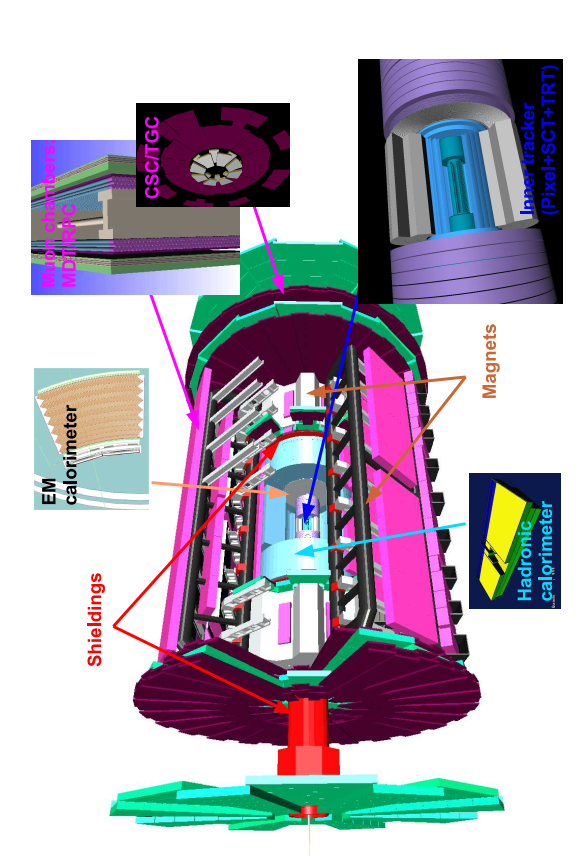 Muon chambers:
MDT/RPC
CSC/TGC
Inner tracker
(Pixel+SCT+TRT)
EM
calorimeter
Magnets
Hadronic
calorimeter
Shieldings